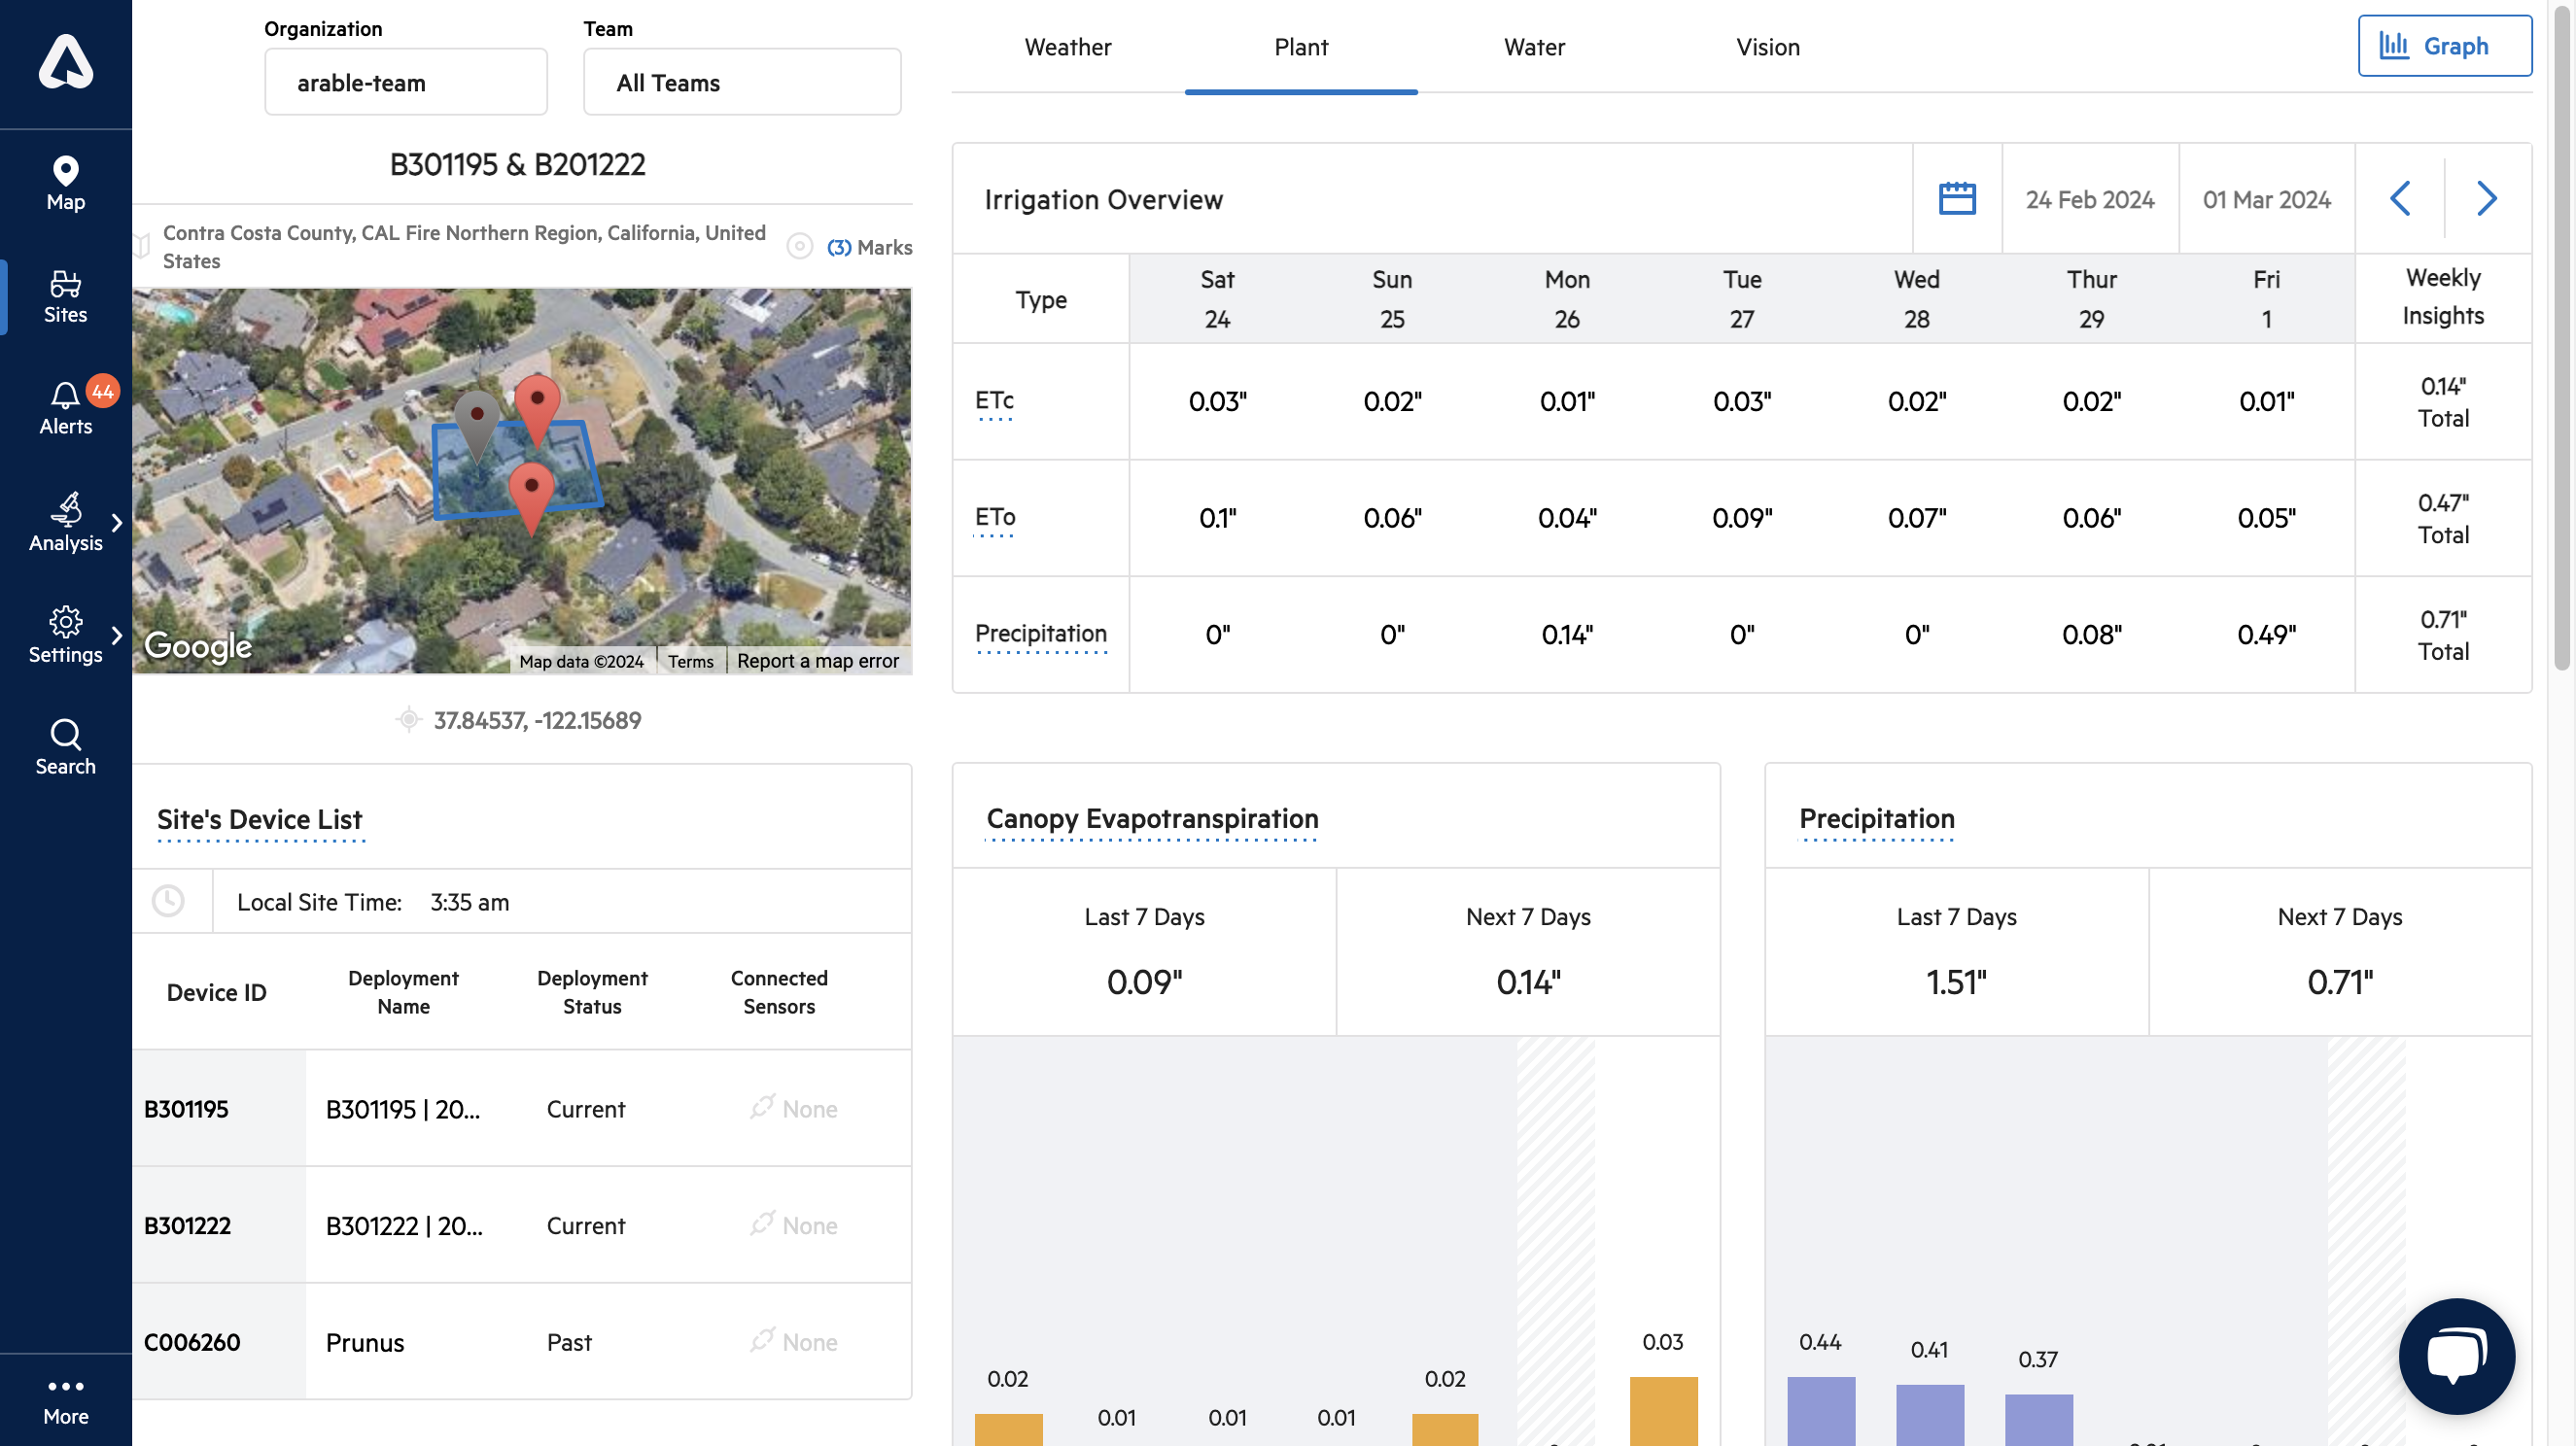 Map
Sites
44
Alerts
Analysis
Settings
Search
More
Organization
arable-team
Team
All Teams
B301195 & B201222
Contra Costa County, CAL Fire Northern Region, California, United
States
(3) Marks
Google
Map data ©2024 Terms Report a map error
37.84537, -122.15689
Site's Device List
Local Site Time: 3:35 am
Device ID Deployment Name Deployment Status Connected Sensors
B301195 B301195 | 20... Current None
B301222 B301222 | 20... Current None
C006260 Prunus Past None
Weather Plant Water Vision
Graph
Irrigation Overview 24 Feb 2024 01 Mar 2024
Type Sat 24 Sun 25 Mon 26 Tue 27 Wed 28 Thur 29 Fri 1 Weekly Insights
ETc 0.03" 0.02" 0.01" 0.03" 0.02" 0.02" 0.01" 0.14" Total
ETo 0.1" 0.06" 0.04" 0.09" 0.07" 0.06" 0.05" 0.47" Total
Precipitation 0" 0" 0.14" 0" 0" 0.08" 0.49" 0.71" Total
Canopy Evapotranspiration
Last 7 Days Next 7 Days
0.09" 0.14"
0.02 0.01 0.01 0.01 0.02 0.03
Precipitation
Last 7 Days Next 7 Days
1.51" 0.71"
0.44 0.41 0.37